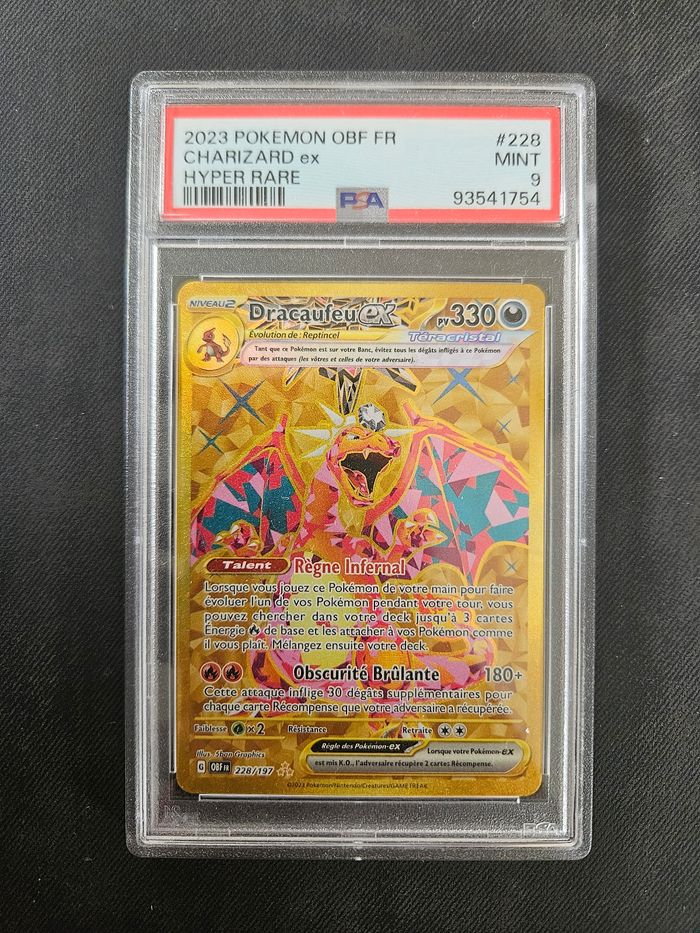 2023 POKEMON OBF FR #228
CHARIZARD ex MINT
HYPER RARE 9
PSA 93541754
NIVEAU 2 Dracaufeu ex PV 330
Évolution de : Reptincel Téracristal
Tant que ce Pokémon est sur votre Banc, évitez tous les dégâts infligés à ce Pokémon
par des attaques (les vôtres et celles de votre adversaire).
Talent Règne Infernal
Lorsque vous jouez ce Pokémon de votre main pour faire
évoluer l'un de vos Pokémon pendant votre tour, vous
pouvez chercher dans votre deck jusqu'à 3 cartes
Énergie de base et les attacher à vos Pokémon comme
il vous plaît. Mélangez ensuite votre deck.
Obscurité Brûlante 180+
Cette attaque inflige 30 dégâts supplémentaires pour
chaque carte Récompense que votre adversaire a récupérée.
Faiblesse ×2 Résistance Retraite
Illus. 5ban Graphics
Règle des Pokémon-ex Lorsque votre Pokémon-ex
est mis K.O., l'adversaire récupère 2 cartes Récompense.
G OBF FR 228/197
©2023 Pokémon/Nintendo/Creatures/GAME FREAK